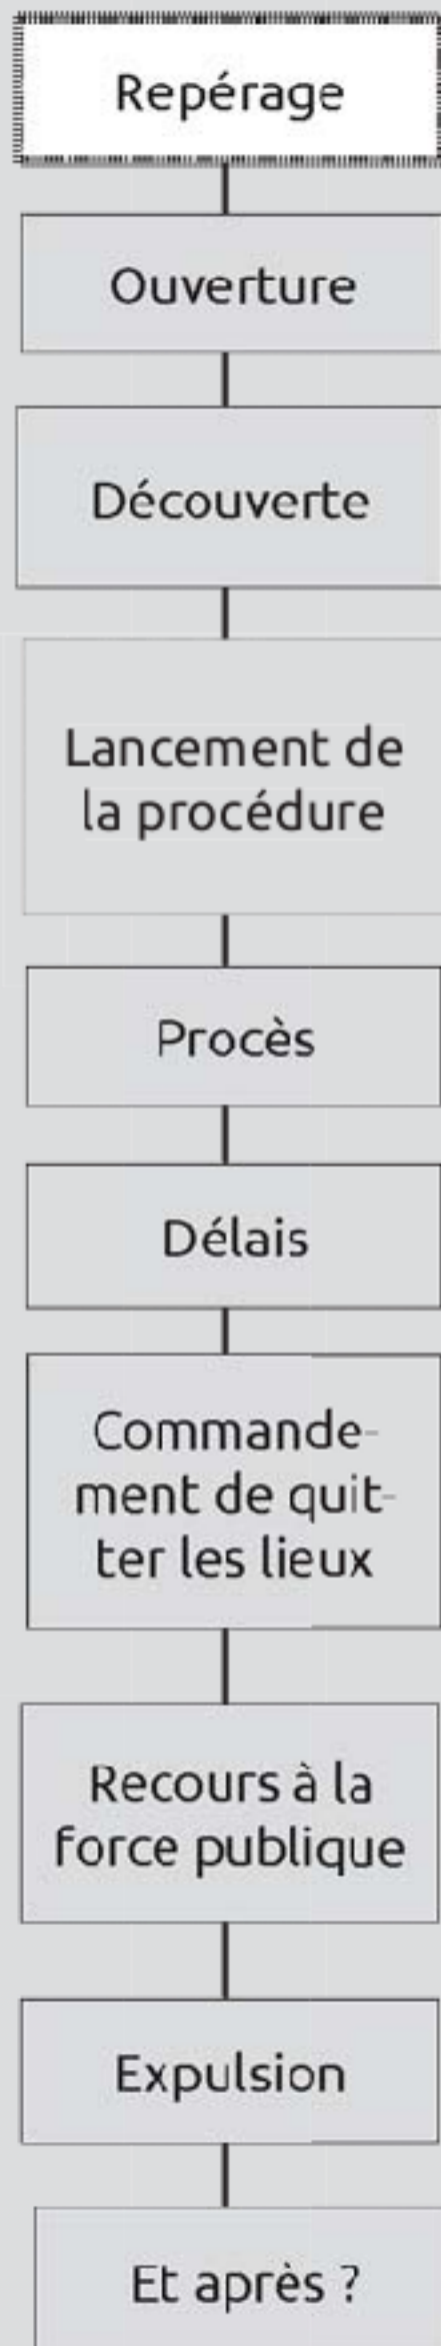 Repérage
Ouverture
Découverte
Lancement de
la procédure
Procès
Délais
Commande-
ment de quit-
ter les lieux
Recours à la
force publique
Expulsion
Et après ?